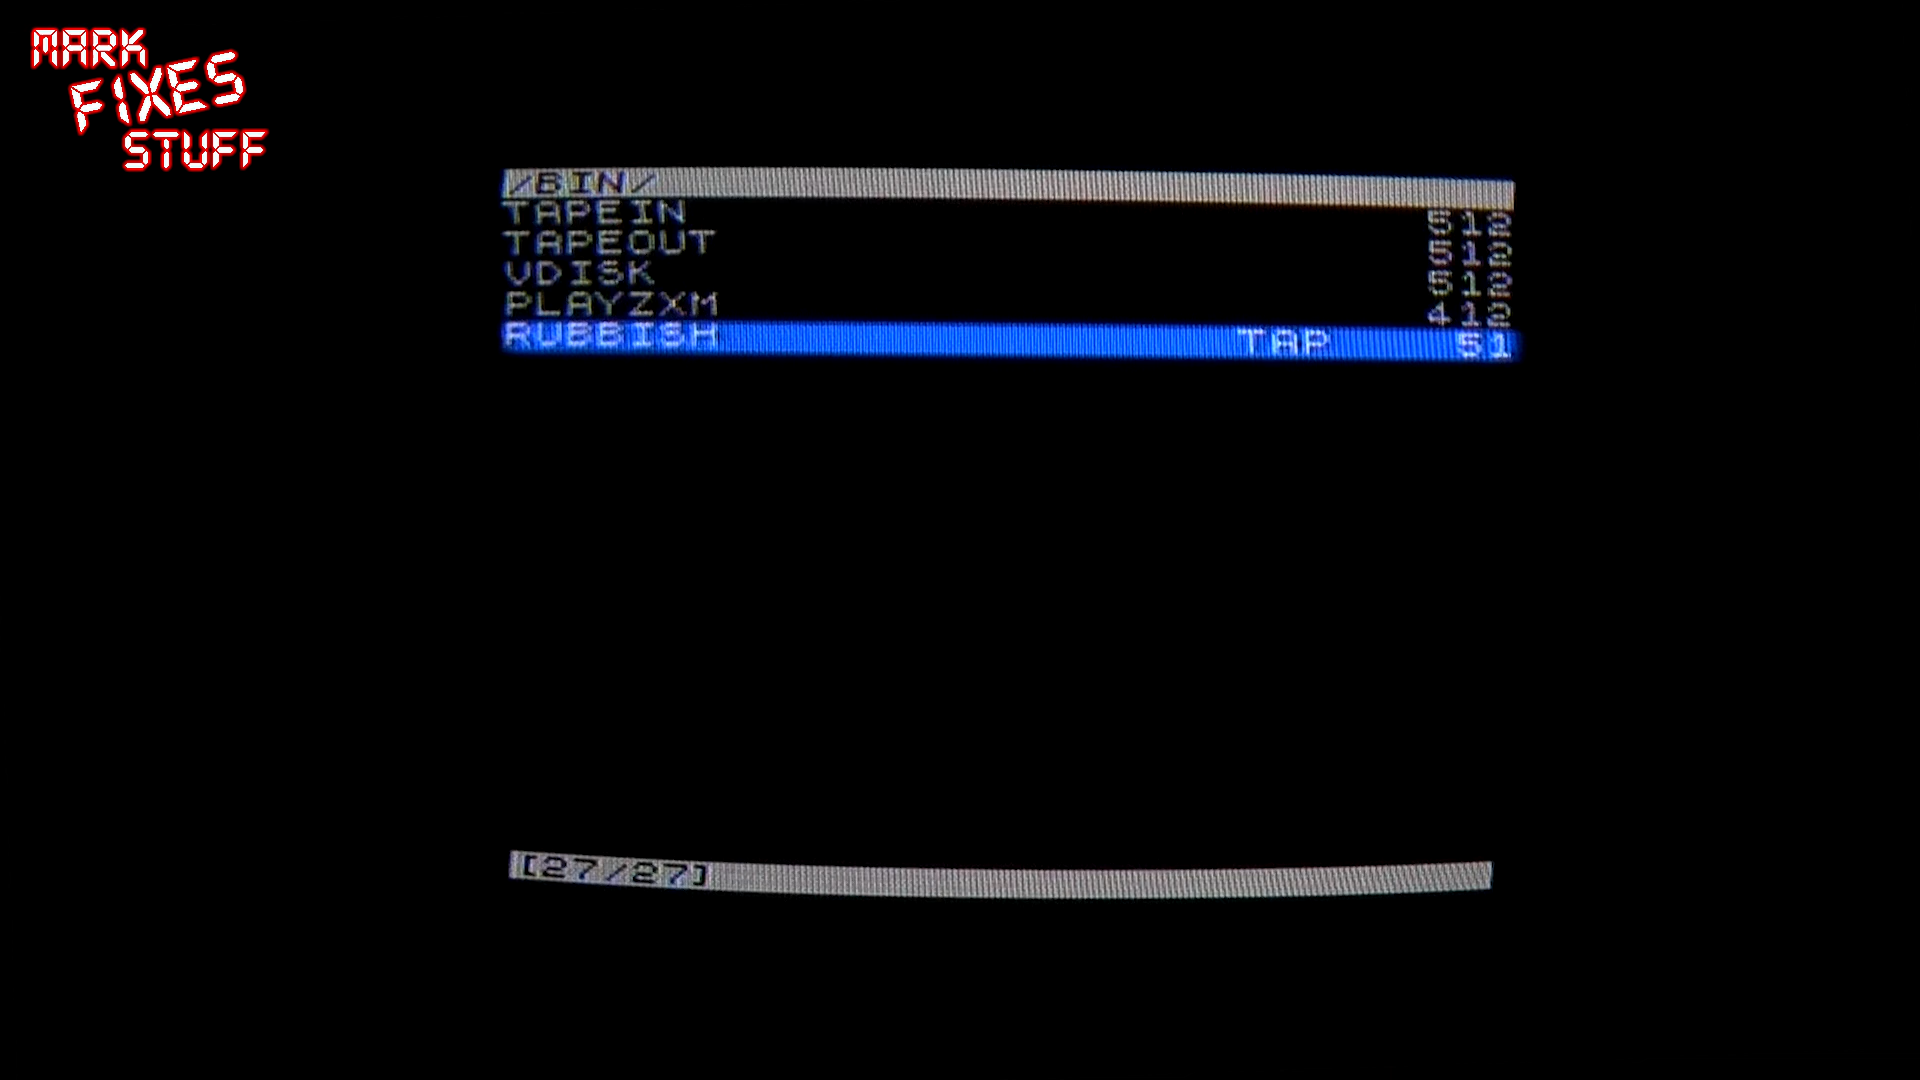 MARK
FIXES
STUFF
/BIN/
TAPEIN 512
TAPEOUT 512
VDISK 512
PLAYZXM 412
RUBBISH TAP 51
[27/27]